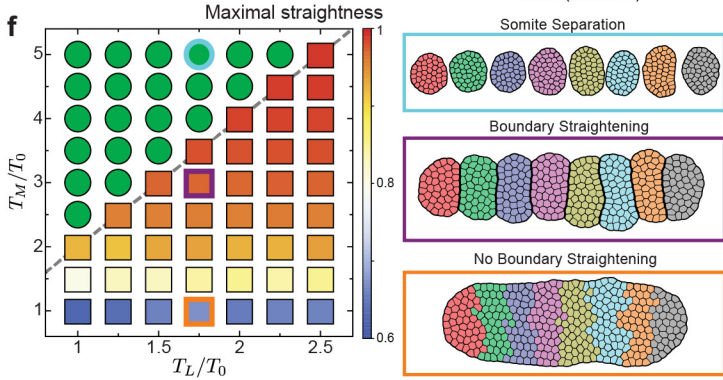 f
Maximal straightness
5
4
3
2
1
T_M/T_0
1
1.5
2
2.5
T_L/T_0
1
0.8
0.6
Somite Separation
Boundary Straightening
No Boundary Straightening